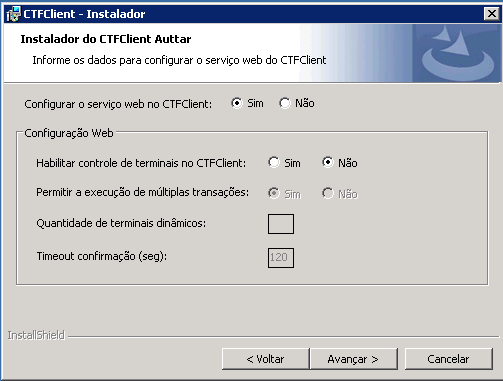 CTFClient - Instalador
Instalador do CTFClient Auttar
Informe os dados para configurar o serviço web do CTFClient
Configurar o serviço web no CTFClient: Sim Não
Configuração Web
Habilitar controle de terminais no CTFClient: Sim Não
Permitir a execução de múltiplas transações: Sim Não
Quantidade de terminais dinâmicos:
Timeout confirmação (seg): 120
InstallShield
< Voltar Avançar > Cancelar